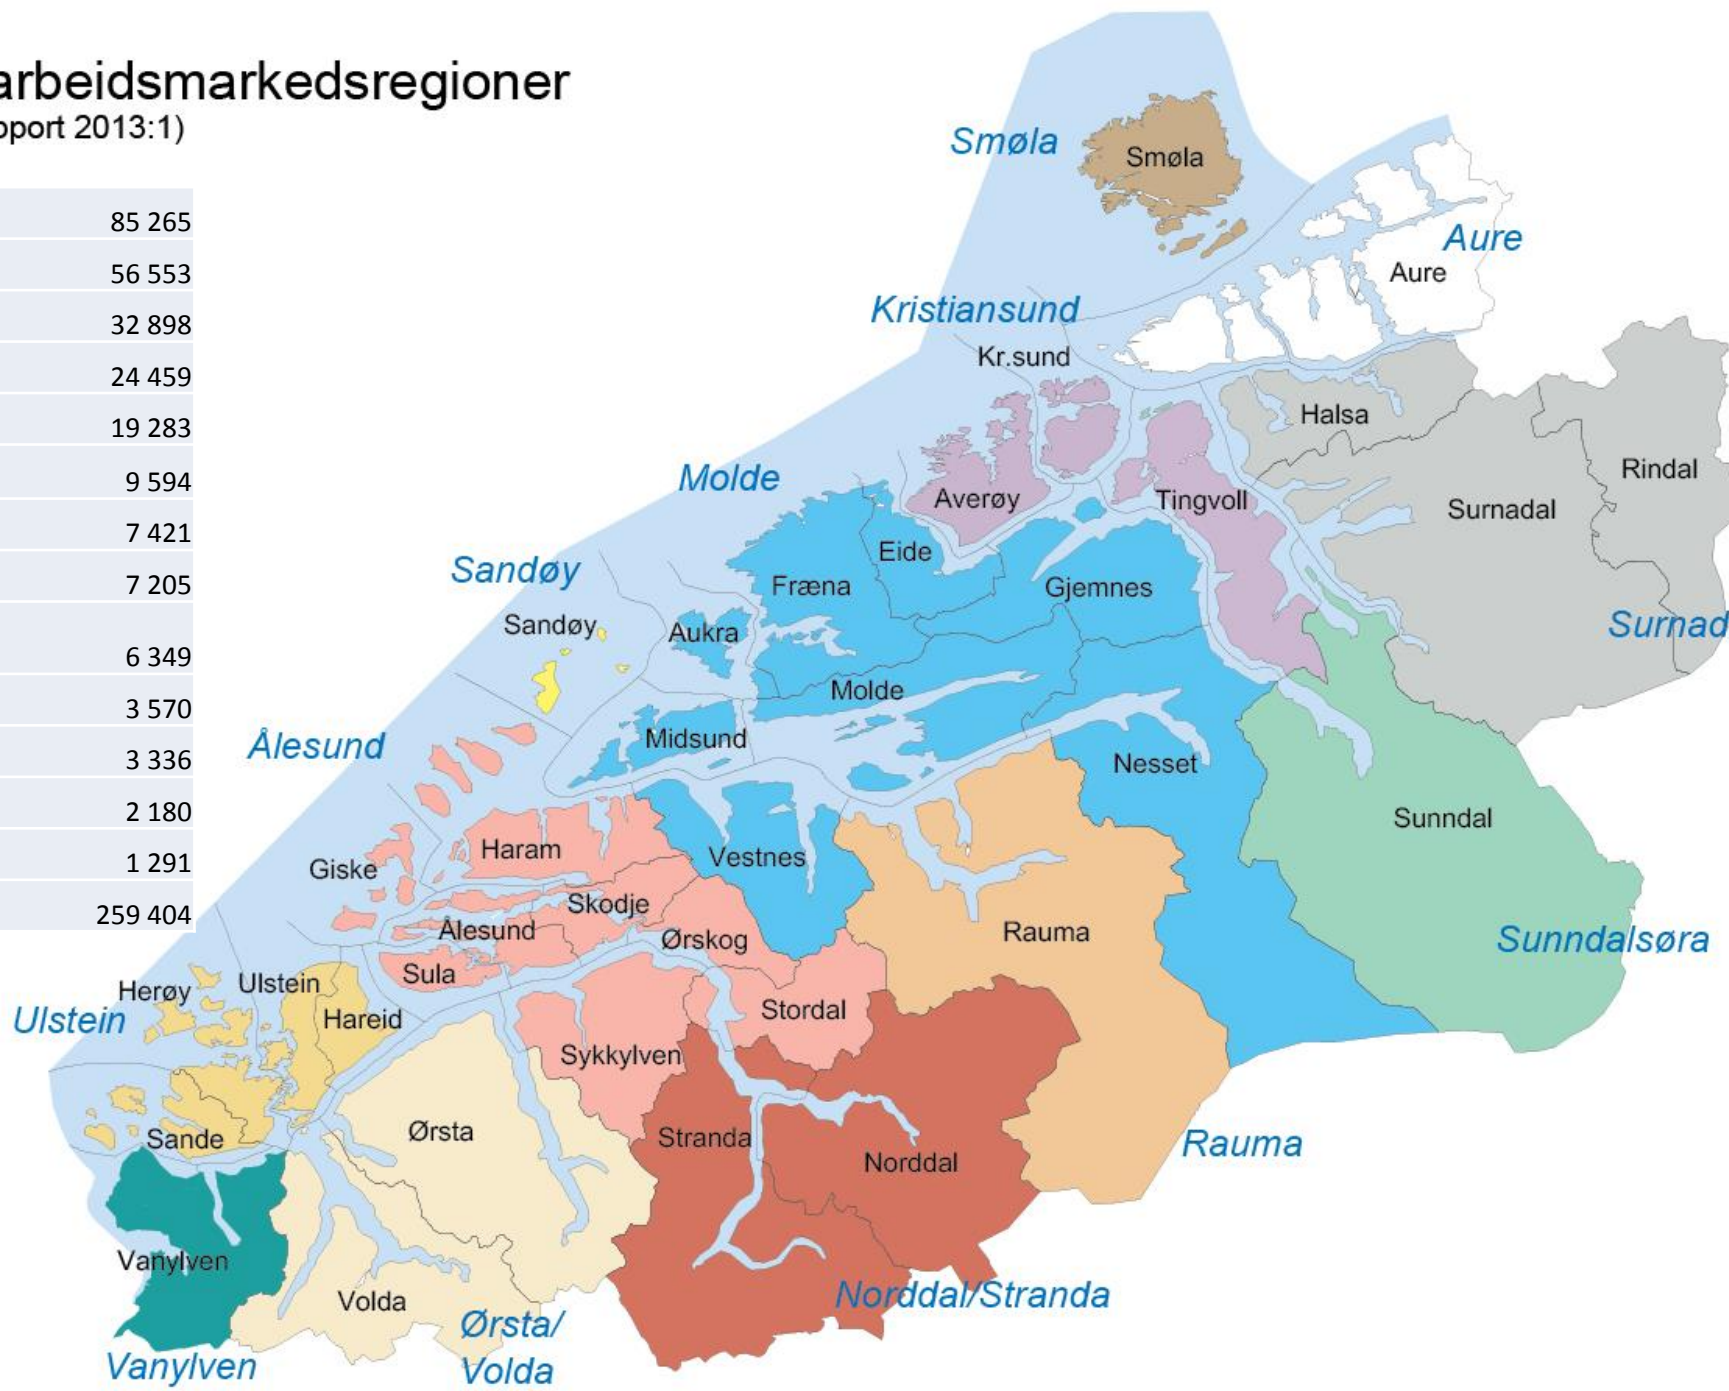 arbeidsmarkedsregioner
pport 2013:1)
85 265
56 553
32 898
24 459
19 283
9 594
7 421
7 205
6 349
3 570
3 336
2 180
1 291
259 404
Smøla
Smøla
Aure
Aure
Kristiansund
Kr.sund
Halsa
Rindal
Molde
Averøy
Tingvoll
Surnadal
Eide
Sandøy
Fræna
Gjemnes
Sandøy
Aukra
Surnad
Molde
Ålesund
Midsund
Nesset
Sunndal
Haram
Vestnes
Giske
Skodje
Ålesund
Ørskog
Rauma
Sunndalsøra
Sula
Herøy
Ulstein
Ulstein
Hareid
Stordal
Sykkylven
Ørsta
Sande
Stranda
Norddal
Rauma
Vanylven
Volda
Norddal/Stranda
Ørsta/
Volda
Vanylven